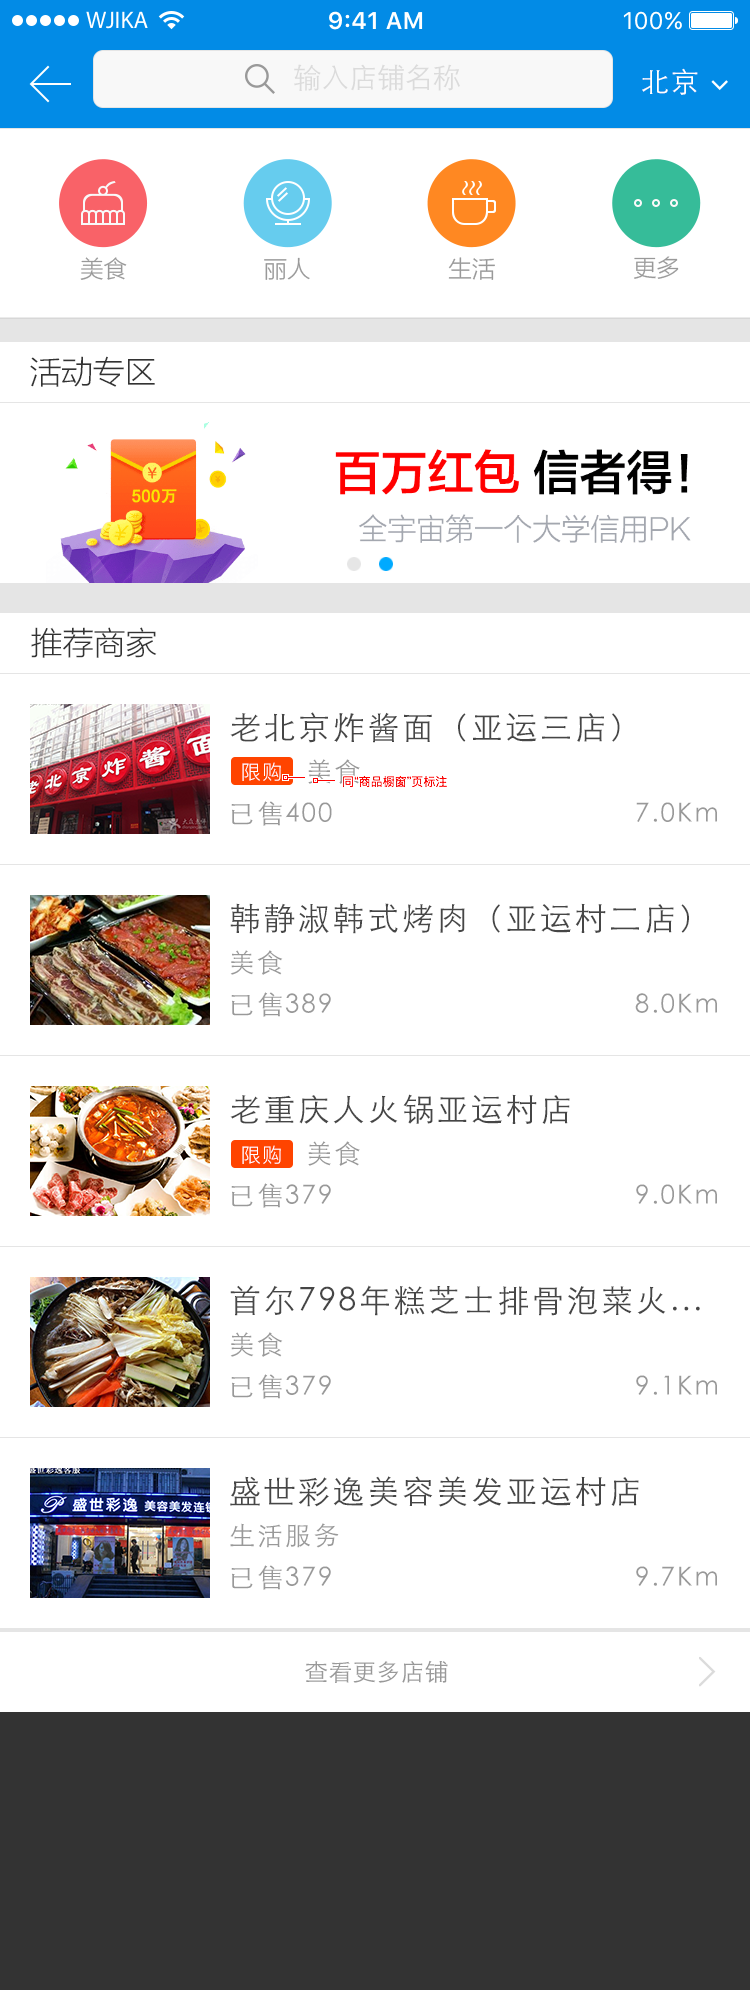 WJIKA 9:41 AM 100%
输入店铺名称 北京
美食 丽人 生活 更多
活动专区
500万
百万红包 信者得!
全宇宙第一个大学信用PK
推荐商家
老北京炸酱面
老北京炸酱面（亚运三店）
限购 美食
同“商品橱窗”页标注
已售400 7.0Km
韩静淑韩式烤肉（亚运村二店）
美食
已售389 8.0Km
老重庆人火锅亚运村店
限购 美食
已售379 9.0Km
首尔798年糕芝士排骨泡菜火...
美食
已售379 9.1Km
盛世彩逸 美容美发连锁
盛世彩逸美容美发亚运村店
生活服务
已售379 9.7Km
查看更多店铺